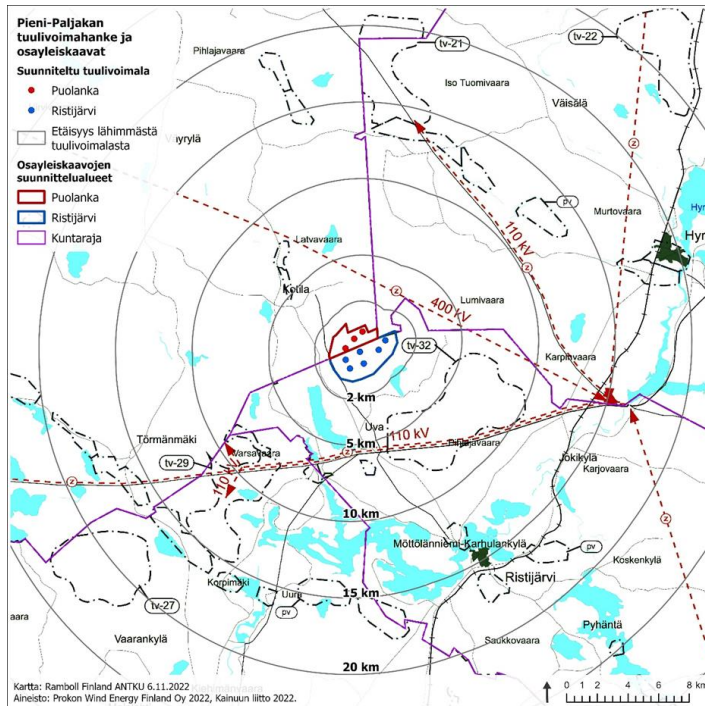 Pieni-Paljakan
tuulivoimahanke ja
osayleiskaavat
Suunniteltu tuulivoimala
Puolanka
Ristijärvi
Etäisyys lähimmästä
tuulivoimalasta
Osayleiskaavojen
suunnittelualueet
Puolanka
Ristijärvi
Kuntaraja
Pihlajavaara
tv-21
tv-22
Iso Tuomivaara
Väisälä
yrylä
z
pv
Murtovaara
Hyr
Hyr
110 kV
Latvavaara
z
Kotila
z
400 kV
Lumivaara
tv-32
Karpinvaara
2 km
Uva
5 km
110 kV
z
Pihlajavaara
Törmänmäki
Varsavaara
tv-29
110 kV
Jokikylä
Karjovaara
z
z
10 km
Möttölänniemi-Karhulankylä
pv
Koskenkylä
Ristijärvi
Korpimäki
Uura
15 km
pv
tv-27
aara
Vaarankylä
Pyhäntä
Saukkovaara
20 km
Kartta: Ramboll Finland ANTKU 6.11.2022
Aineisto: Prokon Wind Energy Finland Oy 2022, Kainuun liitto 2022.
0 1 2 4 6 8 km